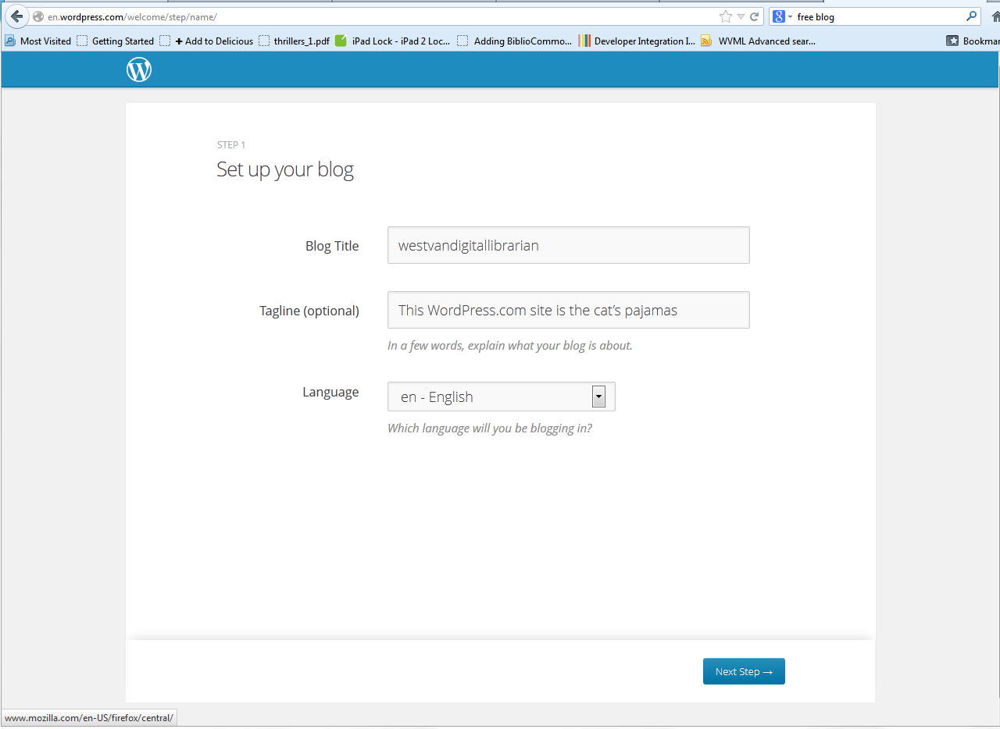 en.wordpress.com/welcome/step/name/ free blog
Most Visited Getting Started + Add to Delicious thrillers_1.pdf iPad Lock - iPad 2 Loc... Adding BiblioCommo... Developer Integration I... WVML Advanced sear... Bookmar
STEP 1
Set up your blog
Blog Title westvandigitallibrarian
Tagline (optional) This WordPress.com site is the cat’s pajamas
In a few words, explain what your blog is about.
Language en - English
Which language will you be blogging in?
Next Step →
www.mozilla.com/en-US/firefox/central/